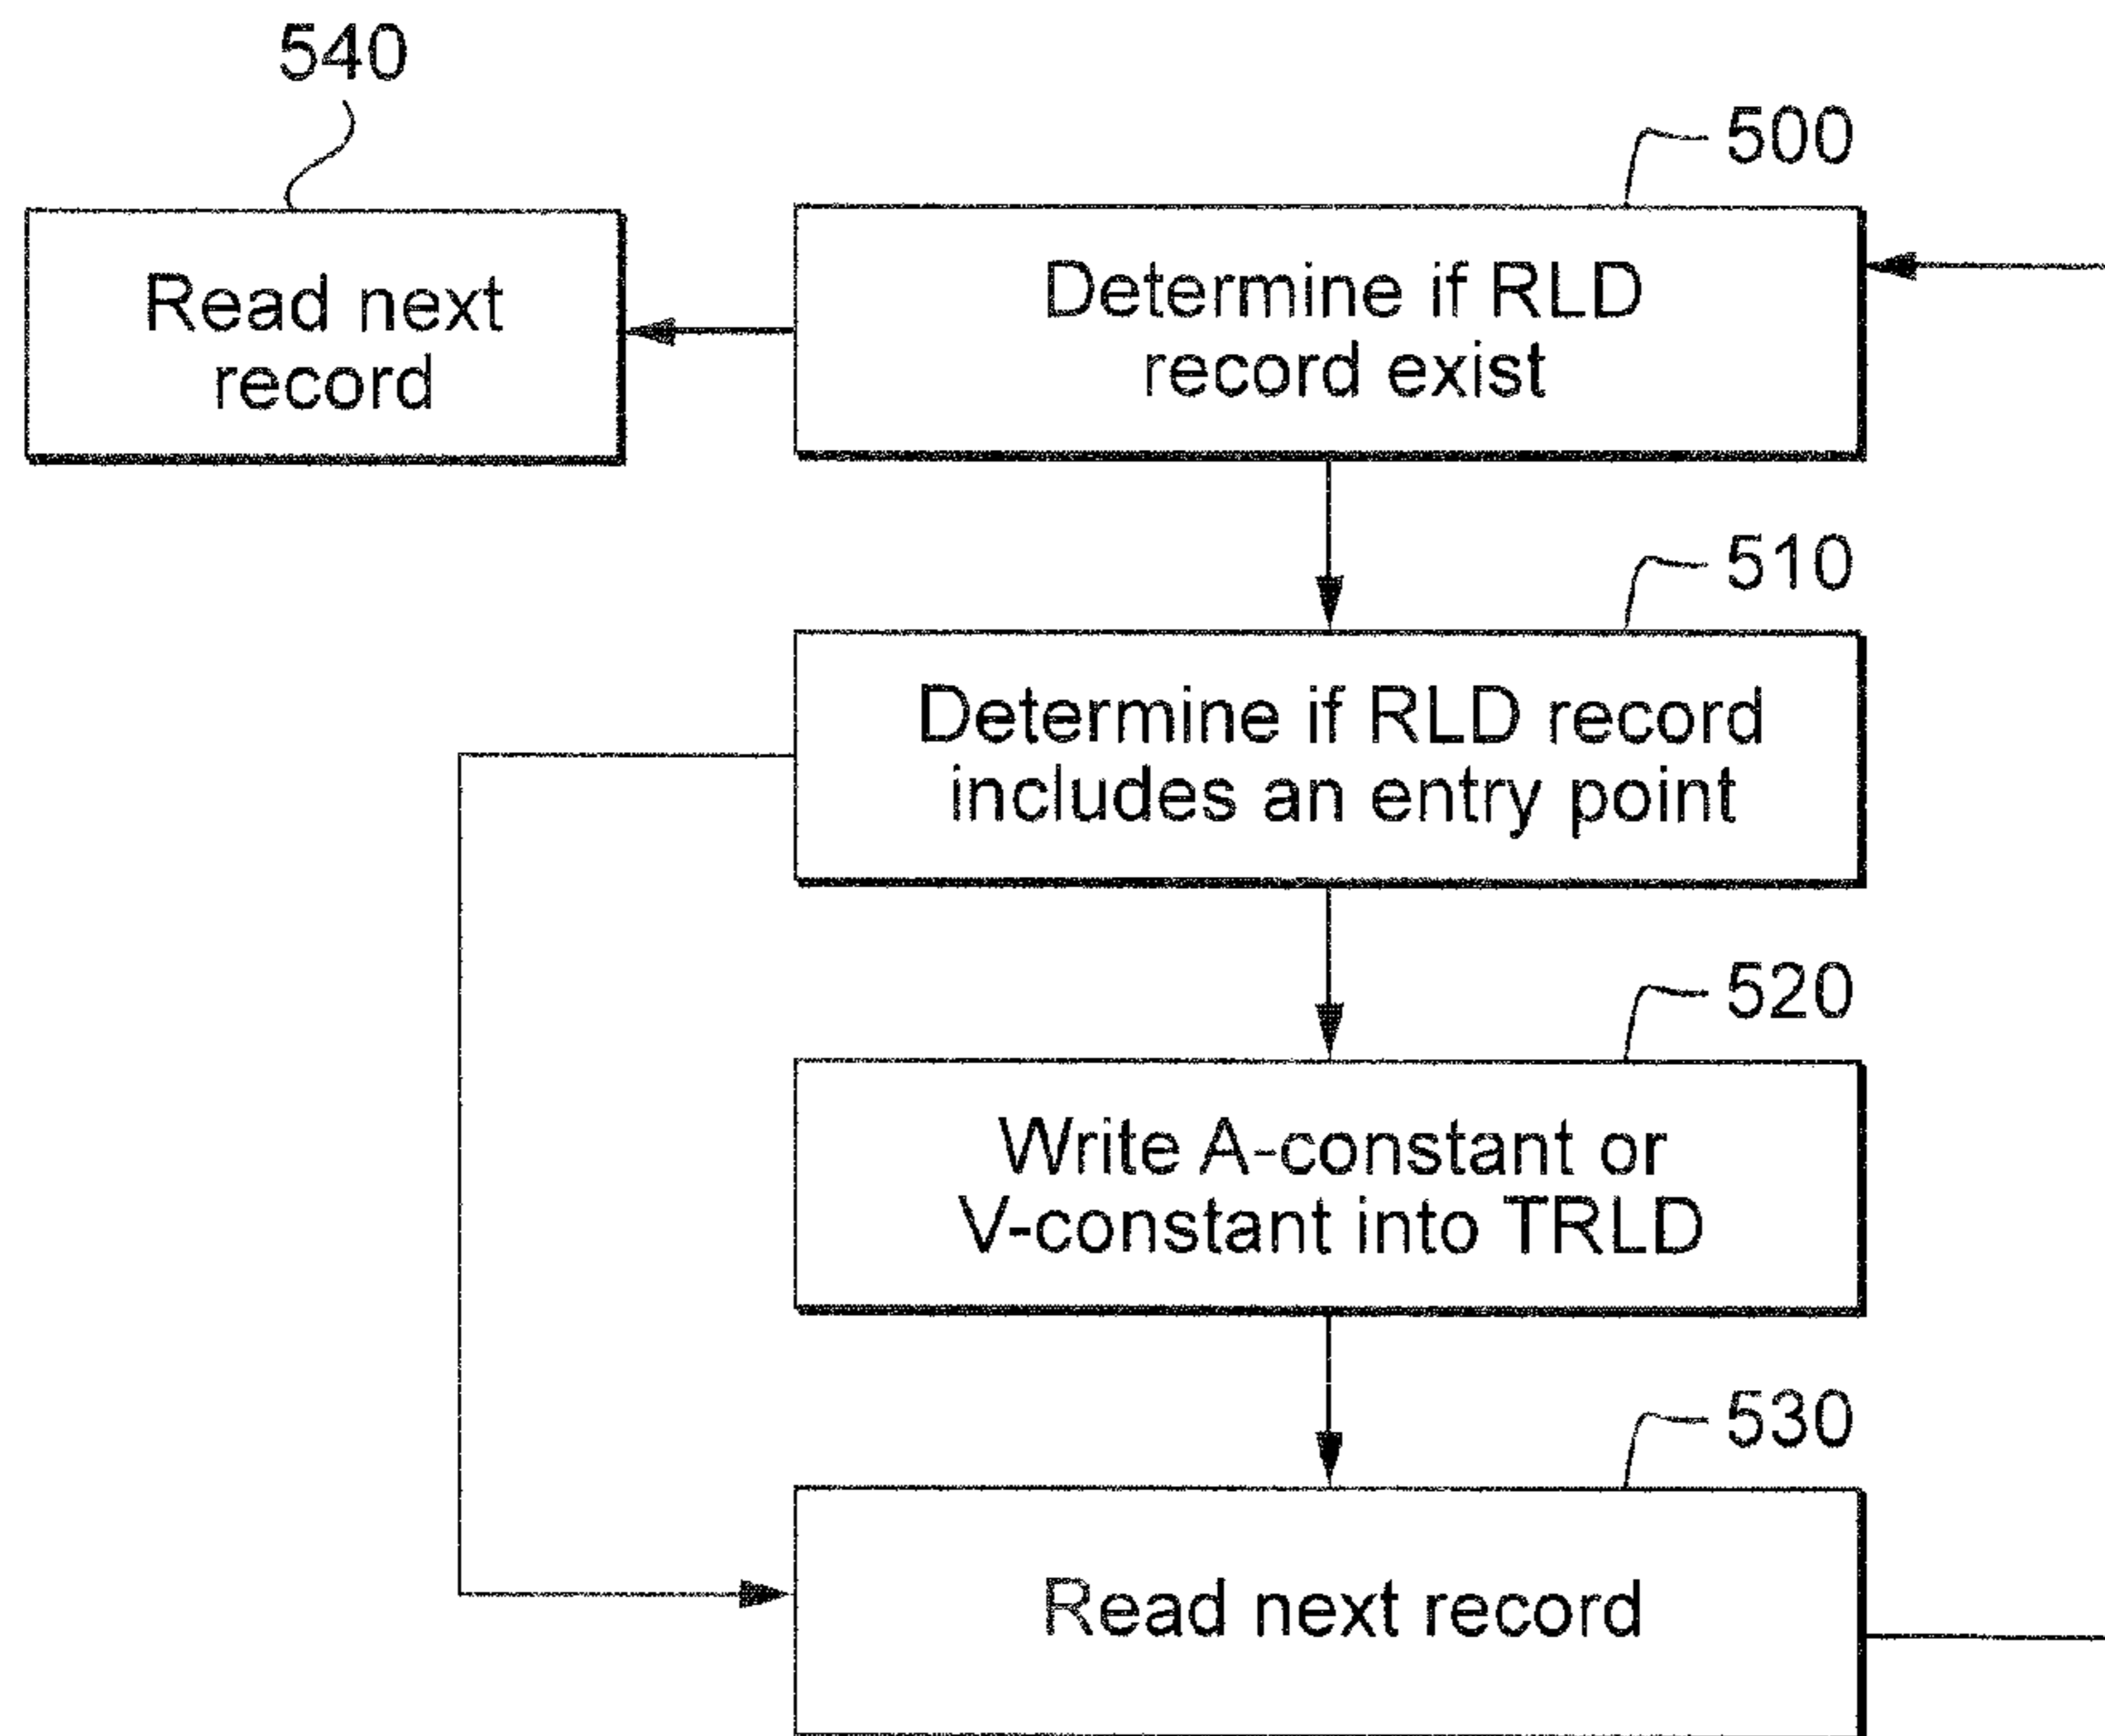 540
500
Read next
record
Determine if RLD
record exist
510
Determine if RLD record
includes an entry point
520
Write A-constant or
V-constant into TRLD
530
Read next record